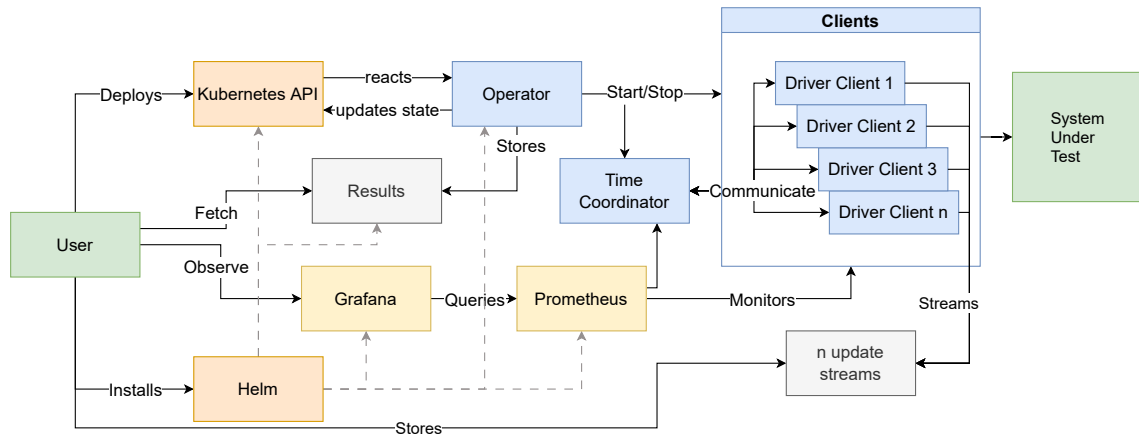 Clients
Deploys
Kubernetes API
reacts
updates state
Operator
Start/Stop
Driver Client 1
Driver Client 2
Driver Client 3
Driver Client n
System
Under
Test
Stores
Results
Time
Coordinator
Communicate
Fetch
User
Observe
Grafana
Queries
Prometheus
Monitors
Streams
n update
streams
Installs
Helm
Stores